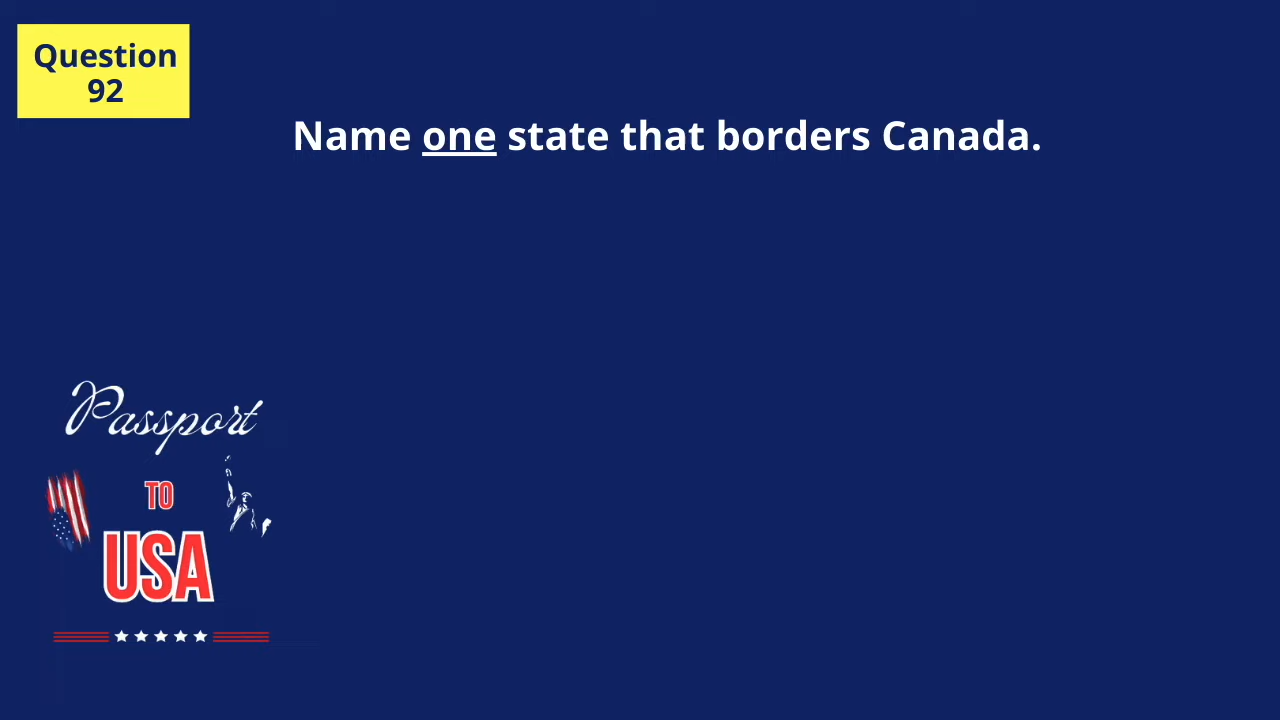 Question
92
Name one state that borders Canada.
Passport
TO
USA